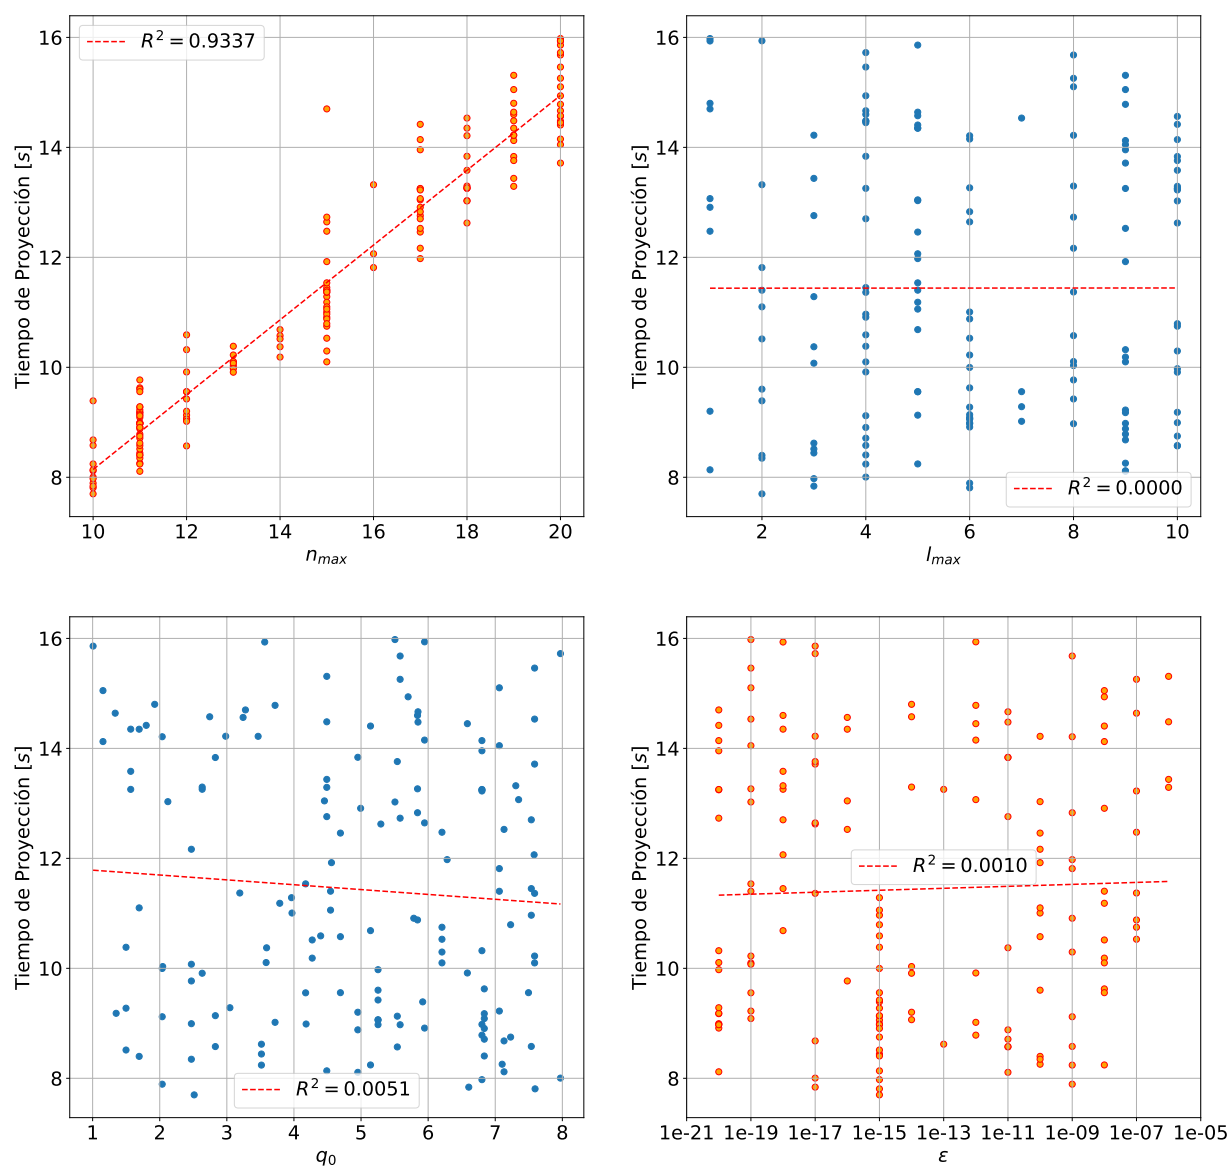 R² = 0.9337
Tiempo de Proyección [s]
16
14
12
10
8
10 12 14 16 18 20
n_max
R² = 0.0000
Tiempo de Proyección [s]
16
14
12
10
8
2 4 6 8 10
l_max
R² = 0.0051
Tiempo de Proyección [s]
16
14
12
10
8
1 2 3 4 5 6 7 8
q₀
R² = 0.0010
Tiempo de Proyección [s]
16
14
12
10
8
1e-21 1e-19 1e-17 1e-15 1e-13 1e-11 1e-09 1e-07 1e-05
ε